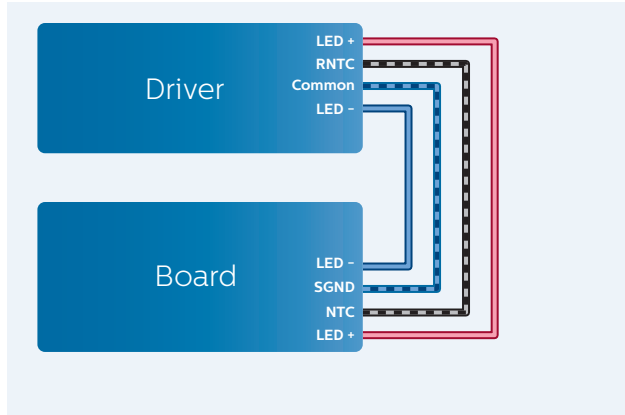 Driver
LED +
RNTC
Common
LED –
Board
LED –
SGND
NTC
LED +